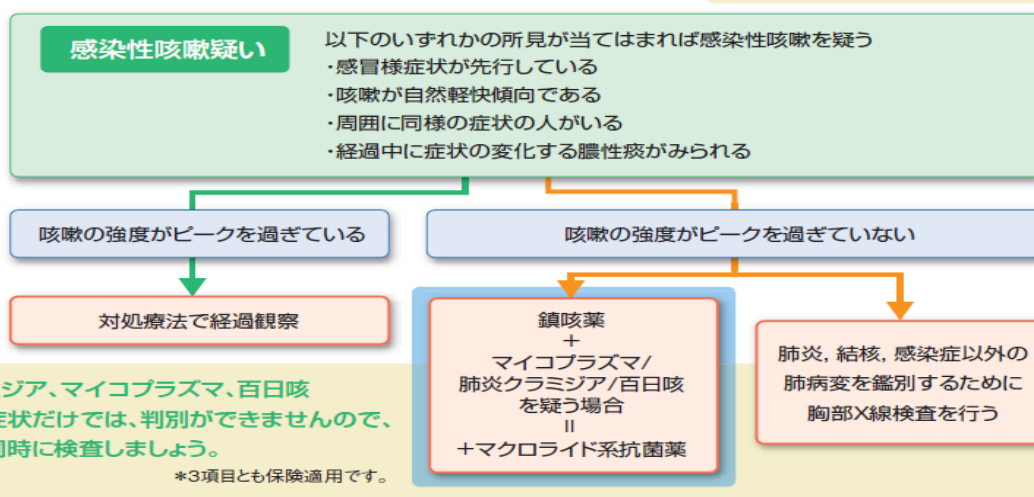 感染性咳嗽疑い
以下のいずれかの所見が当てはまれば感染性咳嗽を疑う
・感冒様症状が先行している
・咳嗽が自然軽快傾向である
・周囲に同様の症状の人がいる
・経過中に症状の変化する膿性痰がみられる
咳嗽の強度がピークを過ぎている
咳嗽の強度がピークを過ぎていない
対処療法で経過観察
鎮咳薬
+
マイコプラズマ/
肺炎クラミジア/百日咳
を疑う場合
=
+マクロライド系抗菌薬
肺炎, 結核, 感染症以外の
肺病変を鑑別するために
胸部X線検査を行う
ジア、マイコプラズマ、百日咳
症状だけでは、判別ができませんので、
同時に検査しましょう。
*3項目とも保険適用です。